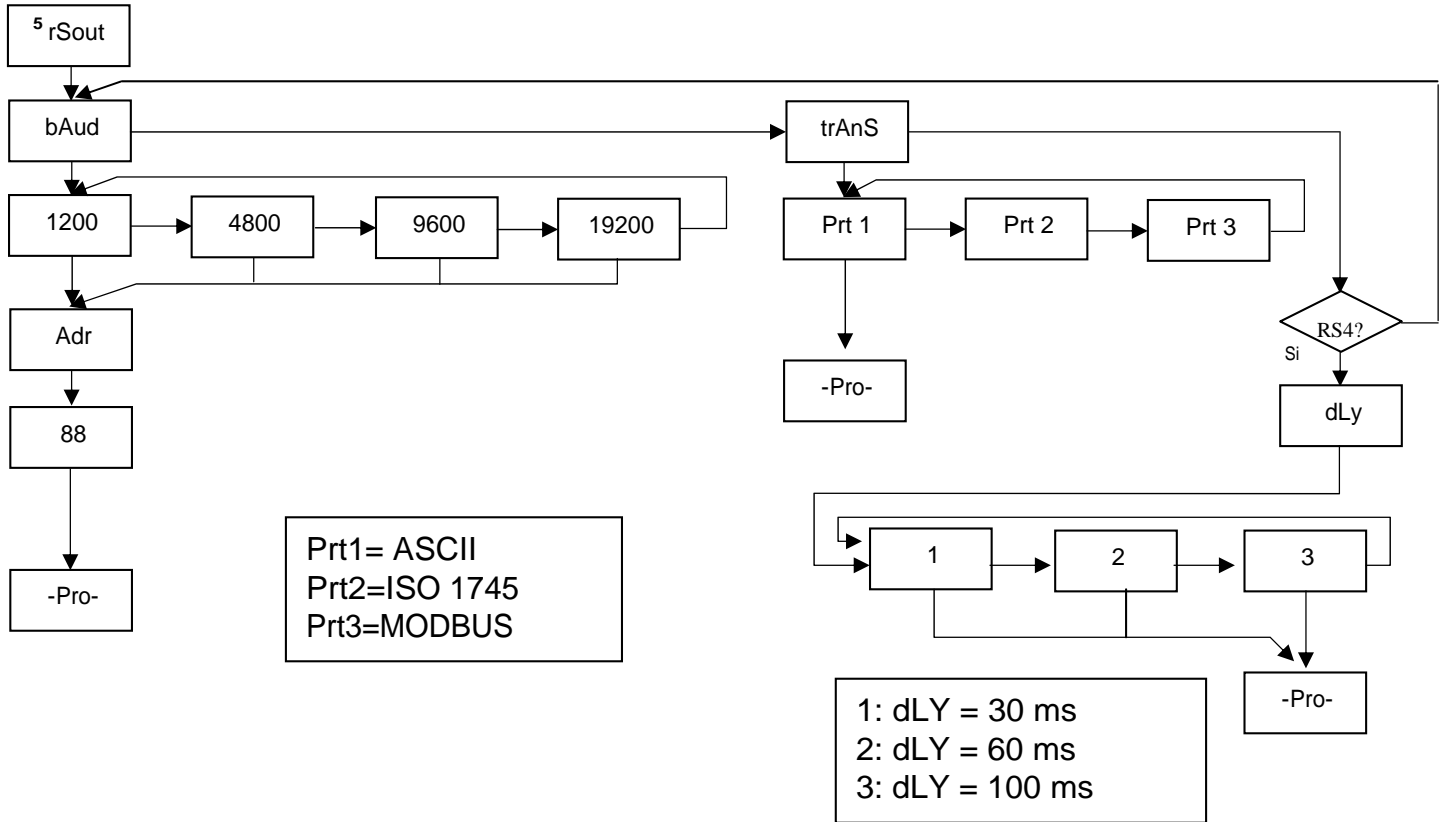 5 rSout
bAud
trAnS
1200
4800
9600
19200
Prt 1
Prt 2
Prt 3
Adr
RS4?
Si
-Pro-
dLy
88
Prt1= ASCII
Prt2=ISO 1745
Prt3=MODBUS
1
2
3
-Pro-
-Pro-
1: dLY = 30 ms
2: dLY = 60 ms
3: dLY = 100 ms